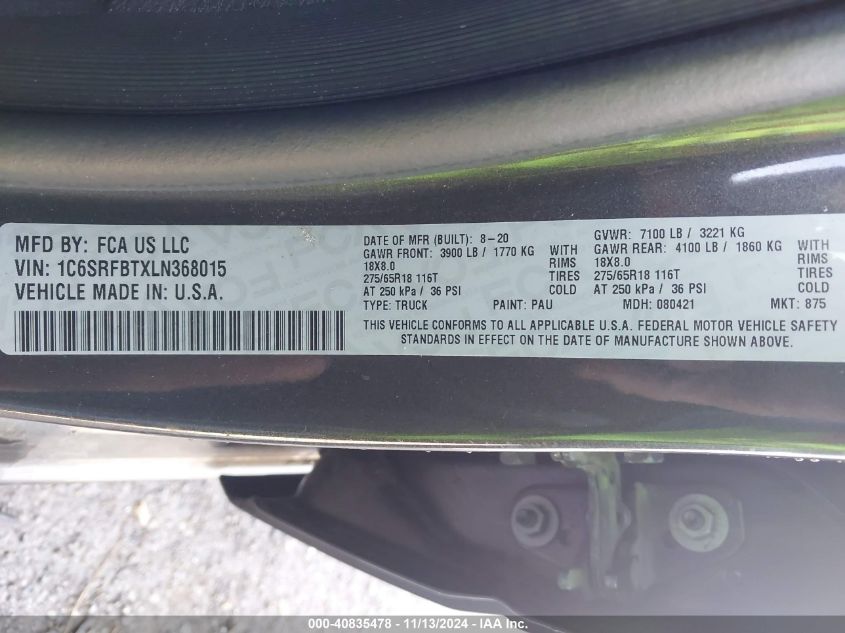 MFD BY: FCA US LLC
VIN: 1C6SRFBTXLN368015
VEHICLE MADE IN: U.S.A.
DATE OF MFR (BUILT): 8-20
GVWR: 7100 LB / 3221 KG
GAWR FRONT: 3900 LB / 1770 KG WITH
GAWR REAR: 4100 LB / 1860 KG WITH
18X8.0 RIMS
18X8.0 RIMS
275/65R18 116T TIRES
275/65R18 116T TIRES
AT 250 kPa / 36 PSI COLD
AT 250 kPa / 36 PSI COLD
TYPE: TRUCK PAINT: PAU MDH: 080421 MKT: 875
THIS VEHICLE CONFORMS TO ALL APPLICABLE U.S.A. FEDERAL MOTOR VEHICLE SAFETY
STANDARDS IN EFFECT ON THE DATE OF MANUFACTURE SHOWN ABOVE.
000-40835478 - 11/13/2024 - IAAI Inc.